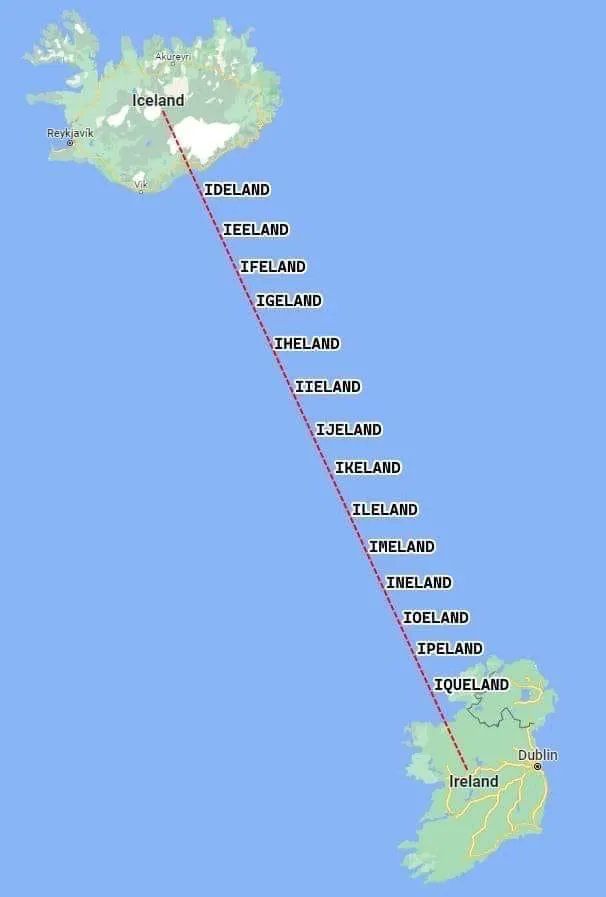 Akureyri
Iceland
Reykjavík
Vik
IDELAND
IEELAND
IFELAND
IGELAND
IHELAND
IIELAND
IJELAND
IKELAND
ILELAND
IMELAND
INELAND
IOELAND
IPELAND
IQUELAND
Dublin
Ireland